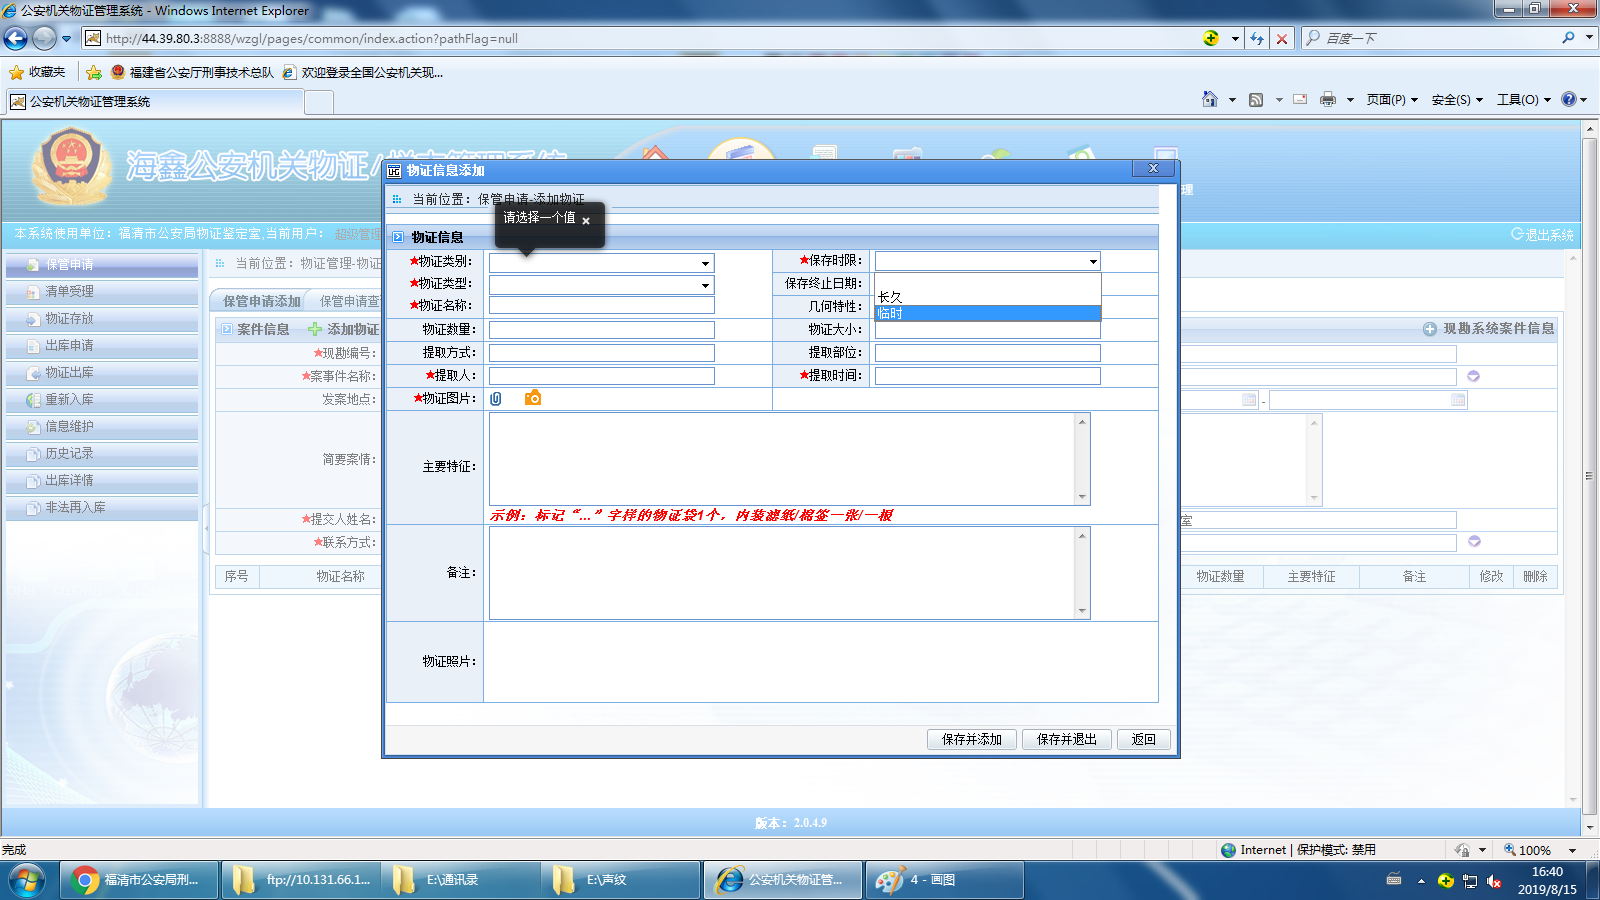 公安机关物证管理系统 - Windows Internet Explorer
http://44.39.80.3:8888/wzgl/pages/common/index.action?pathFlag=null
百度一下
收藏夹
福建省公安厅刑事技术总队
欢迎登录全国公安机关现...
公安机关物证管理系统
页面(P)
安全(S)
工具(O)
海鑫公安机关物证
本系统使用单位：福清市公安局物证鉴定室,当前用户：
超级管理
退出系统
保管申请
清单受理
物证存放
出库申请
物证出库
重新入库
信息维护
历史记录
出库详情
非法再入库
当前位置：物证管理-物证
保管申请添加
保管申请查
案件信息
添加物证
现勘系统案件信息
★现勘编号：
★案事件名称：
发案地点：
-
简要案情：
★提交人姓名：
室
★联系方式：
序号
物证名称
物证数量
主要特征
备注
修改
删除
物证信息添加
当前位置：保管申请-添加物证
请选择一个值 ×
物证信息
★物证类别：
★保存时限：
长久
临时
★物证类型：
保存终止日期：
★物证名称：
几何特性：
物证数量：
物证大小：
提取方式：
提取部位：
★提取人：
★提取时间：
★物证图片：
主要特征：
示例：标记“...”字样的物证袋1个，内装滤纸/棉签一张/一根
备注：
物证照片：
保存并添加
保存并退出
返回
版本：2.0.4.9
完成
Internet | 保护模式: 禁用
100%
福清市公安局刑...
ftp://10.131.66.1...
E:\通讯录
E:\声纹
公安机关物证管...
4 - 画图
16:40
2019/8/15